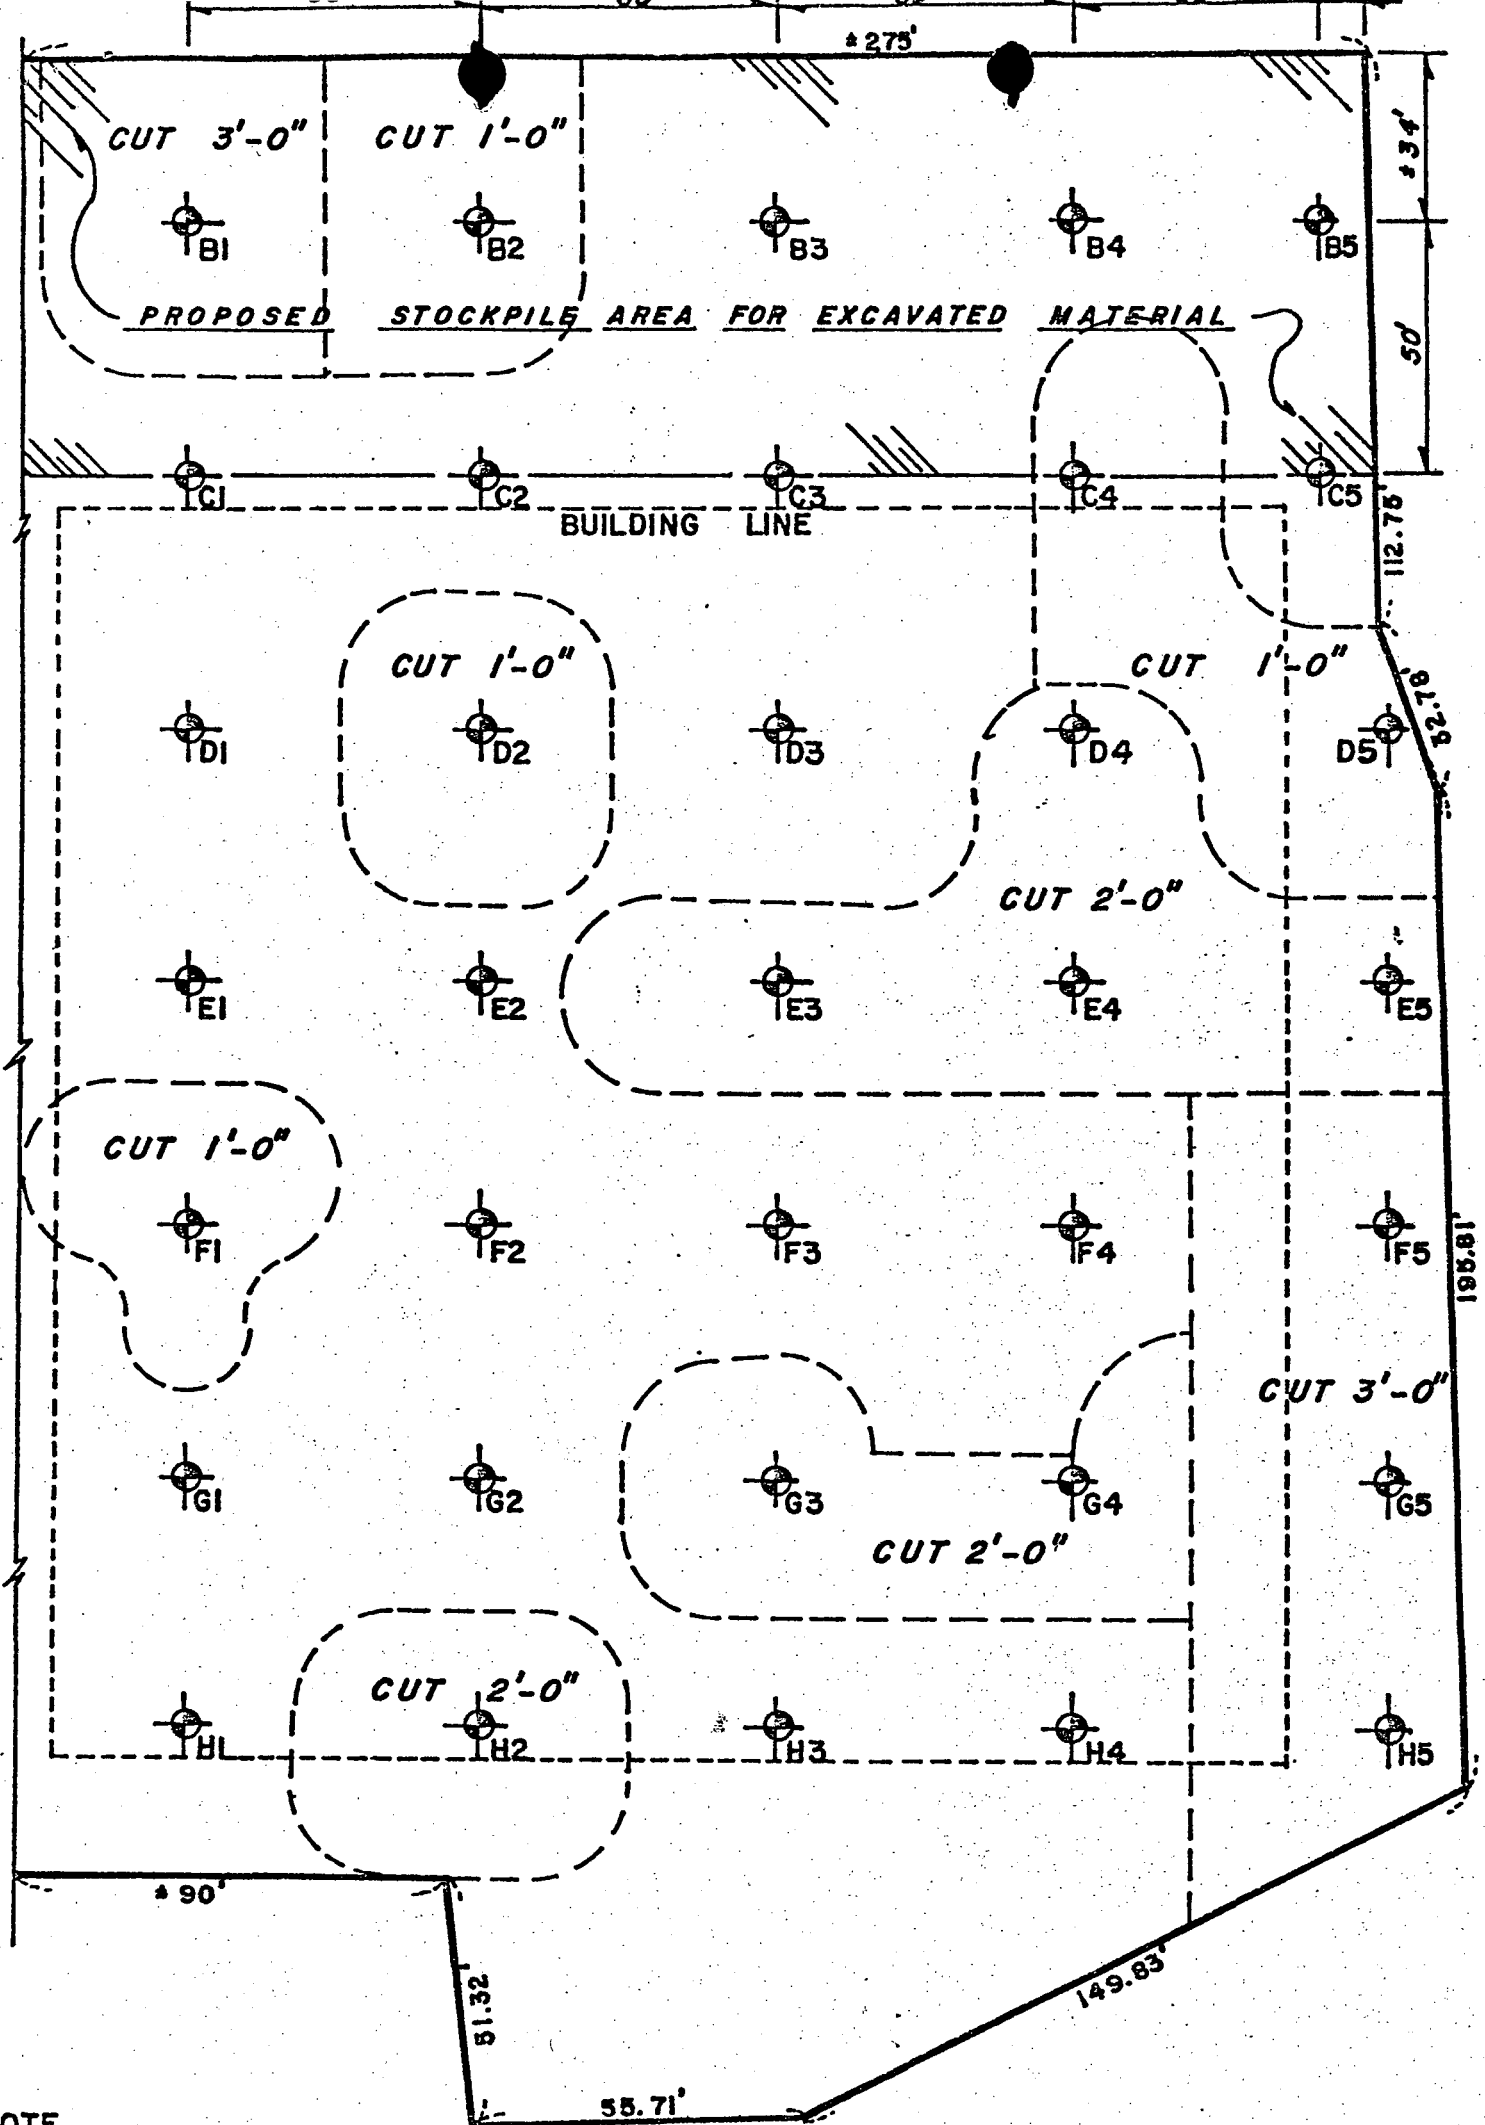 ±275'
CUT 3'-0" CUT 1'-0"
±34'
B1 B2 B3 B4 B5
PROPOSED STOCKPILE AREA FOR EXCAVATED MATERIAL
50'
C1 C2 C3 C4 C5
BUILDING LINE
112.75'
CUT 1'-0" CUT 1'-0"
52.78'
D1 D2 D3 D4 D5
CUT 2'-0"
E1 E2 E3 E4 E5
CUT 1'-0"
F1 F2 F3 F4 F5
195.81'
CUT 3'-0"
G1 G2 G3 G4 G5
CUT 2'-0"
CUT 2'-0"
H1 H2 H3 H4 H5
±90'
149.83'
51.32'
55.71'